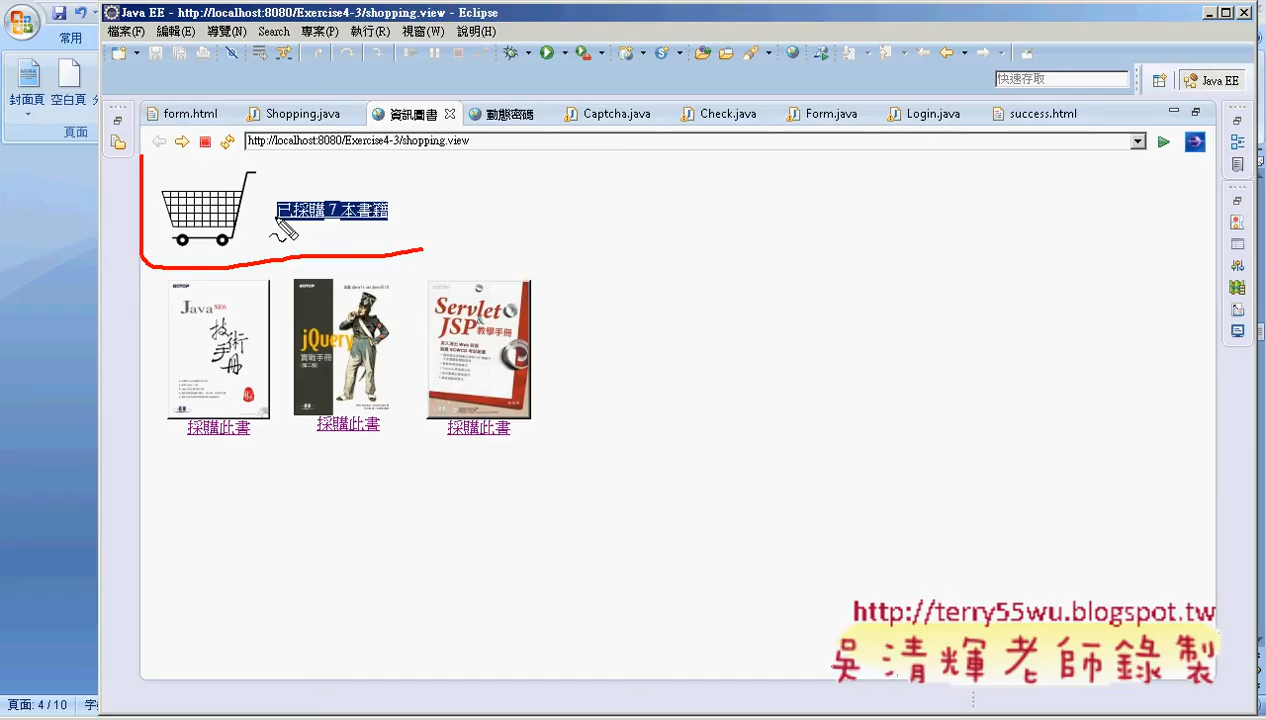 Java EE - http://localhost:8080/Exercise4-3/shopping.view - Eclipse
常用
檔案(F) 編輯(E) 導覽(N) Search 專案(P) 執行(R) 視窗(W) 說明(H)
快速存取
Java EE
封面頁 空白頁
頁面
form.html Shopping.java 資訊圖書 動態密碼 Captcha.java Check.java Form.java Login.java success.html
http://localhost:8080/Exercise4-3/shopping.view
已採購 7 本書籍
GOTOP
Java SE6
技術手冊
GOTOP
jQuery
實戰手冊
Servlet
& JSP 教學手冊
採購此書 採購此書 採購此書
http://terry55wu.blogspot.tw
吳清輝老師錄製
頁面: 4/10